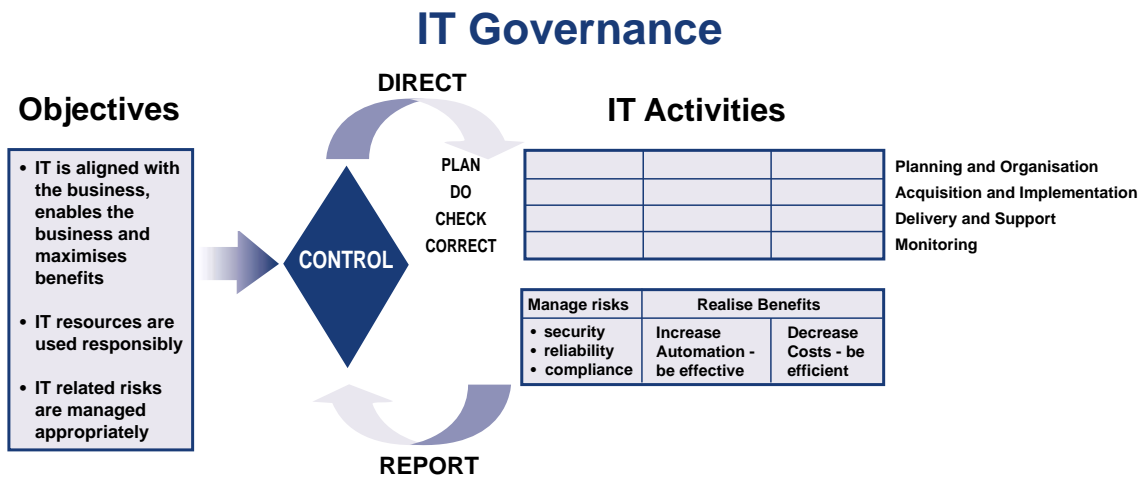 IT Governance
DIRECT
Objectives
IT Activities
• IT is aligned with
the business,
enables the
business and
maximises
benefits
• IT resources are
used responsibly
• IT related risks
are managed
appropriately
CONTROL
PLAN
DO
CHECK
CORRECT
Planning and Organisation
Acquisition and Implementation
Delivery and Support
Monitoring
Manage risks
• security
• reliability
• compliance
Realise Benefits
Increase
Automation -
be effective
Decrease
Costs - be
efficient
REPORT